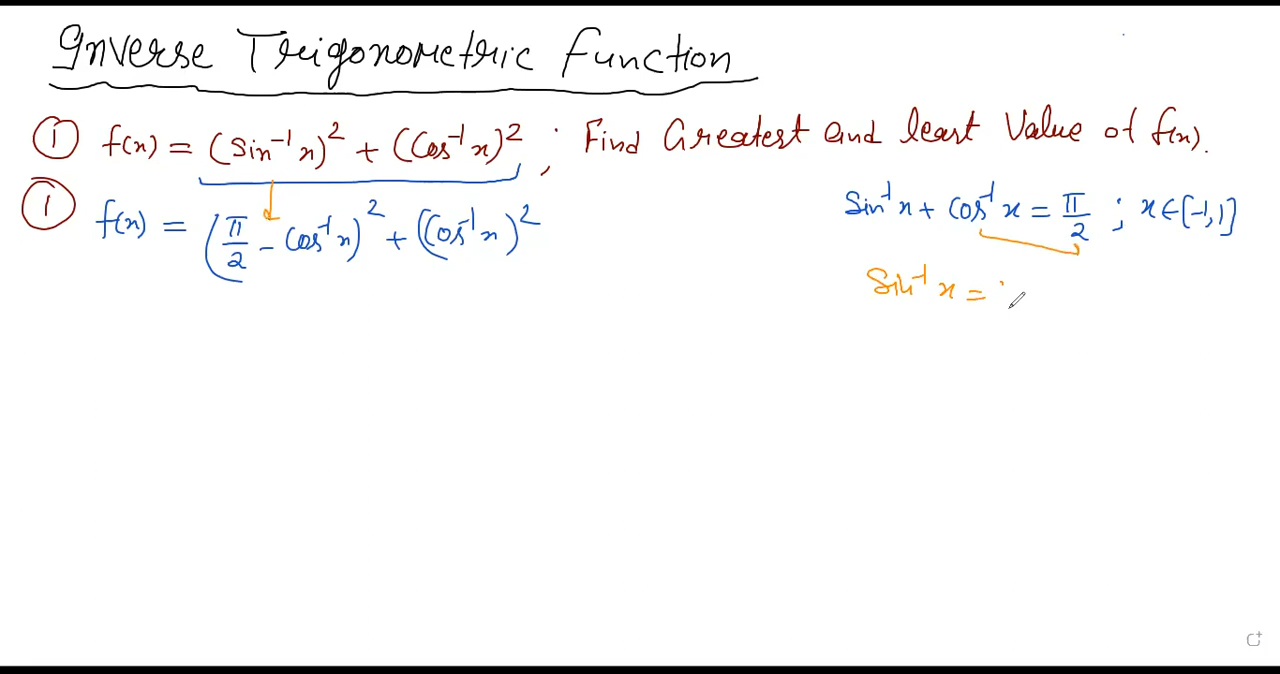 Inverse Trigonometric Function
① f(x) = (Sin⁻¹x)² + (Cos⁻¹x)² ; Find Greatest and least Value of f(x).
① f(x) = (π/2 - Cos⁻¹x)² + (Cos⁻¹x)²
Sin⁻¹x + Cos⁻¹x = π/2 ; x∈[-1,1]
Sin⁻¹x =